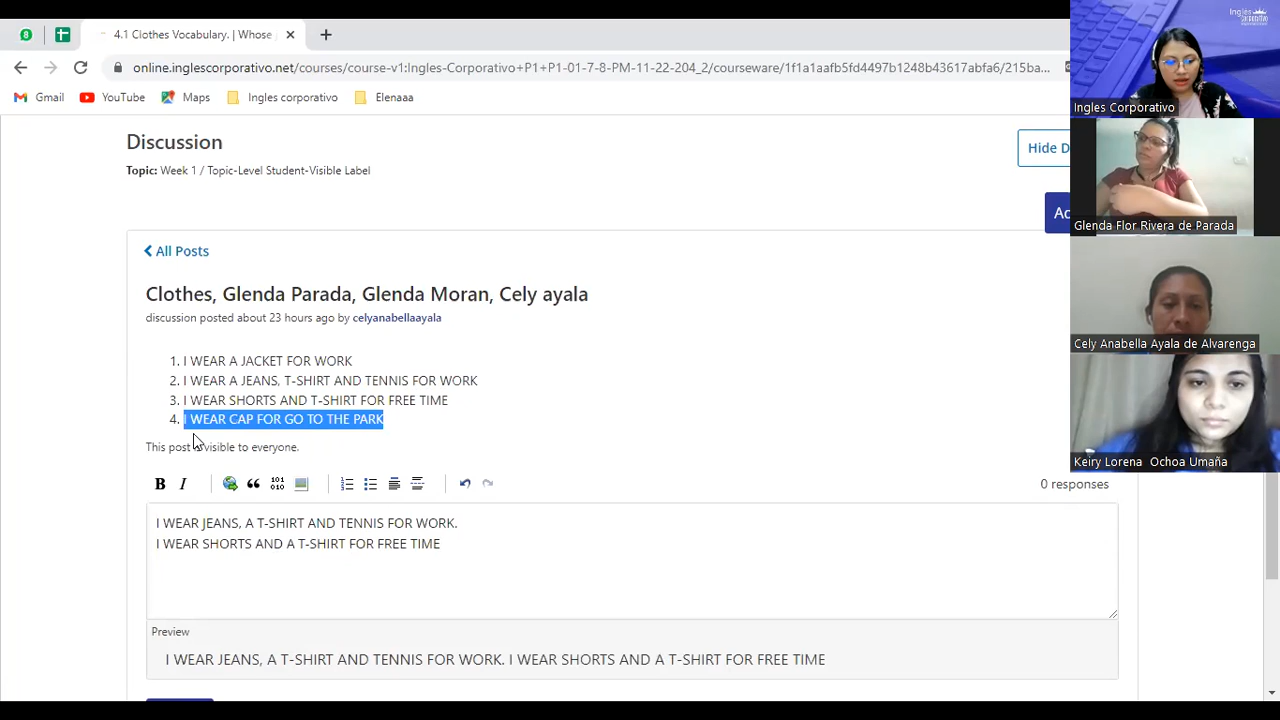 4.1 Clothes Vocabulary. | Whose
online.inglescorporativo.net/courses/course-v1:Ingles-Corporativo+P1+P1-01-7-8-PM-11-22-204_2/courseware/1f1a1aafb5fd4497b1248b43617abfa6/215ba...
Gmail YouTube Maps Ingles corporativo Elenaaa
Ingles Corporativo
Discussion
Topic: Week 1 / Topic-Level Student-Visible Label
Hide D
Glenda Flor Rivera de Parada
All Posts
Clothes, Glenda Parada, Glenda Moran, Cely ayala
discussion posted about 23 hours ago by celyanabellaayala
Cely Anabella Ayala de Alvarenga
1. I WEAR A JACKET FOR WORK
2. I WEAR A JEANS, T-SHIRT AND TENNIS FOR WORK
3. I WEAR SHORTS AND T-SHIRT FOR FREE TIME
4. I WEAR CAP FOR GO TO THE PARK
This post is visible to everyone.
Keiry Lorena Ochoa Umaña
B I
0 responses
I WEAR JEANS, A T-SHIRT AND TENNIS FOR WORK.
I WEAR SHORTS AND A T-SHIRT FOR FREE TIME
Preview
I WEAR JEANS, A T-SHIRT AND TENNIS FOR WORK. I WEAR SHORTS AND A T-SHIRT FOR FREE TIME